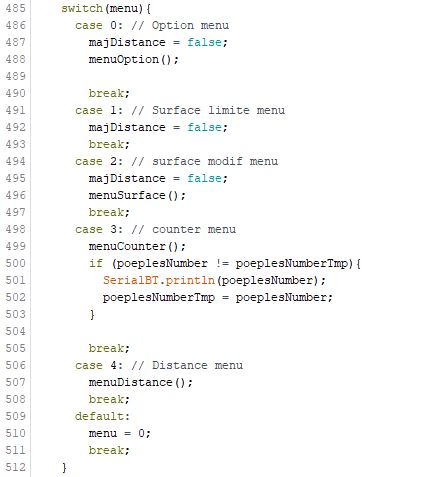 485 switch(menu){
486 case 0: // Option menu
487 majDistance = false;
488 menuOption();
489
490 break;
491 case 1: // Surface limite menu
492 majDistance = false;
493 break;
494 case 2: // surface modif menu
495 majDistance = false;
496 menuSurface();
497 break;
498 case 3: // counter menu
499 menuCounter();
500 if (poeplesNumber != poeplesNumberTmp){
501 SerialBT.println(poeplesNumber);
502 poeplesNumberTmp = poeplesNumber;
503 }
504
505 break;
506 case 4: // Distance menu
507 menuDistance();
508 break;
509 default:
510 menu = 0;
511 break;
512 }